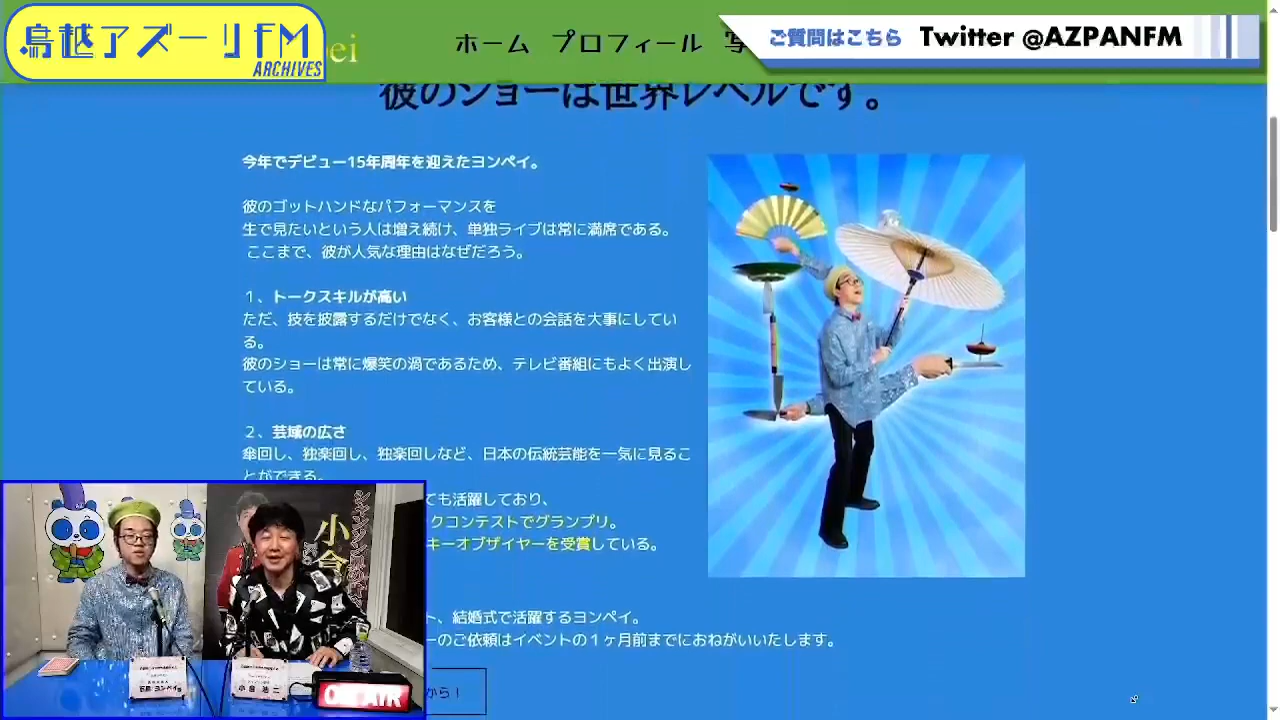 鳥越アズーリFM
ARCHIVES
ei
ホーム プロフィール 写
ご質問はこちら Twitter @AZPANFM
彼のショーは世界レベルです。
今年でデビュー15年周年を迎えたヨンペイ。
彼のゴットハンドなパフォーマンスを
生で見たいという人は増え続け、単独ライブは常に満席である。
ここまで、彼が人気な理由はなぜだろう。
１、トークスキルが高い
ただ、技を披露するだけでなく、お客様との会話を大事にしてい
る。
彼のショーは常に爆笑の渦であるため、テレビ番組にもよく出演し
ている。
２、芸域の広さ
傘回し、独楽回し、独楽回しなど、日本の伝統芸能を一気に見るこ
とができる。
ても活躍しており、
クコンテストでグランプリ。
キーオブザイヤーを受賞している。
ト、結婚式で活躍するヨンペイ。
ーのご依頼はイベントの１ヶ月前までにおねがいいたします。
から！
小倉
ON AIR